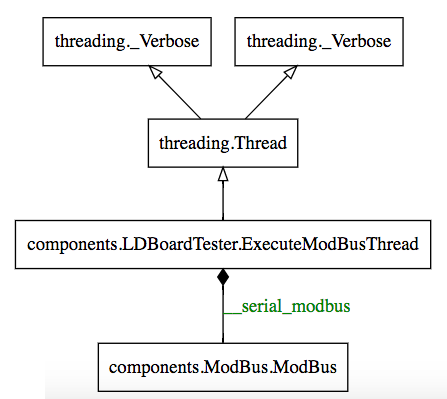 threading._Verbose
threading._Verbose
threading.Thread
components.LDBoardTester.ExecuteModBusThread
__serial_modbus
components.ModBus.ModBus